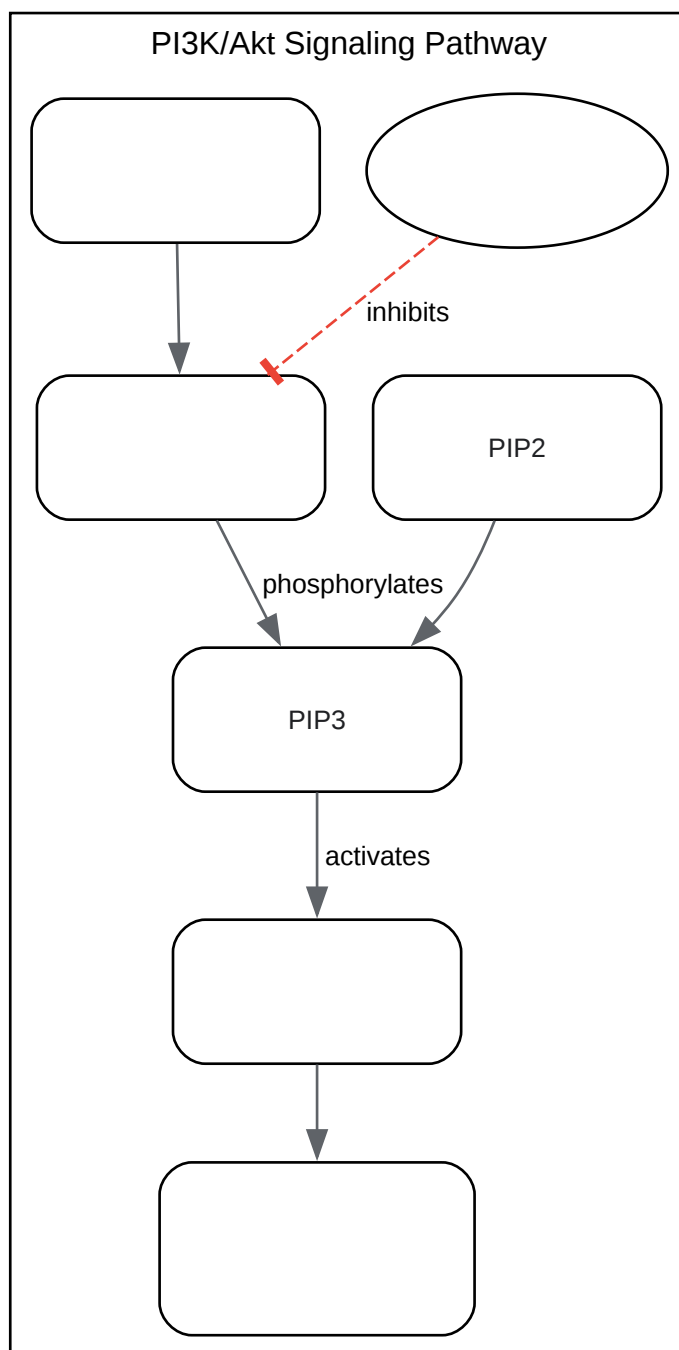 PI3K/Akt Signaling Pathway
inhibits
PIP2
phosphorylates
PIP3
activates